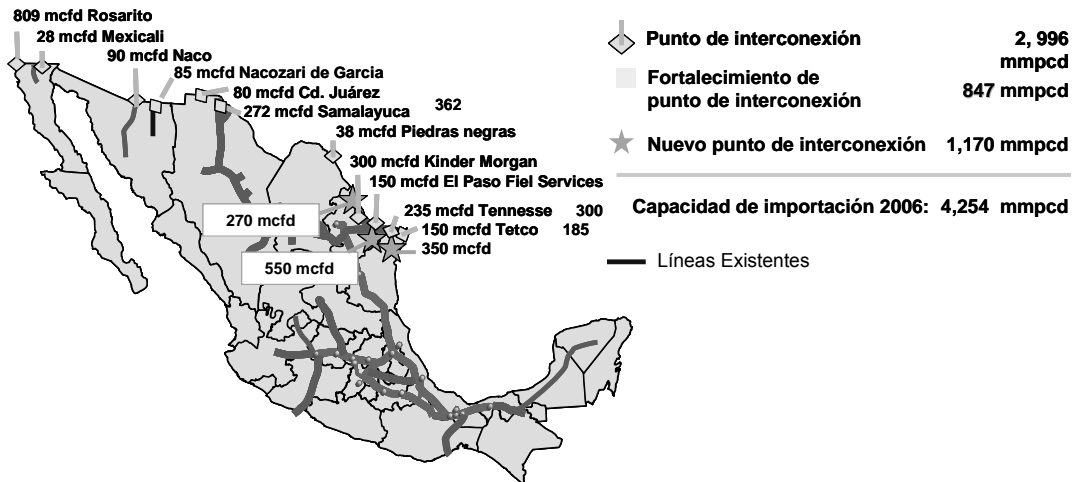 809 mcfd Rosarito
28 mcfd Mexicali
90 mcfd Naco
85 mcfd Nacozari de Garcia
80 mcfd Cd. Juárez
272 mcfd Samalayuca 362
38 mcfd Piedras negras
300 mcfd Kinder Morgan
150 mcfd El Paso Fiel Services
235 mcfd Tennesse 300
150 mcfd Tetco 185
350 mcfd
270 mcfd
550 mcfd
Punto de interconexión 2, 996
mmpcd
Fortalecimiento de
punto de interconexión 847 mmpcd
Nuevo punto de interconexión 1,170 mmpcd
Capacidad de importación 2006: 4,254 mmpcd
Líneas Existentes